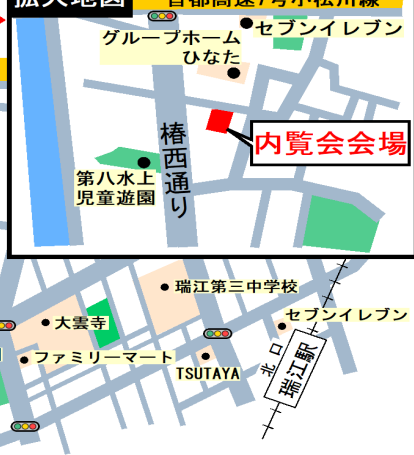 拡大地図
首都高速7号小松川線
セブンイレブン
グループホーム
ひなた
椿西通り
内覧会会場
第八水上
児童遊園
瑞江第三中学校
大雲寺
セブンイレブン
ファミリーマート
TSUTAYA
北口
瑞江駅